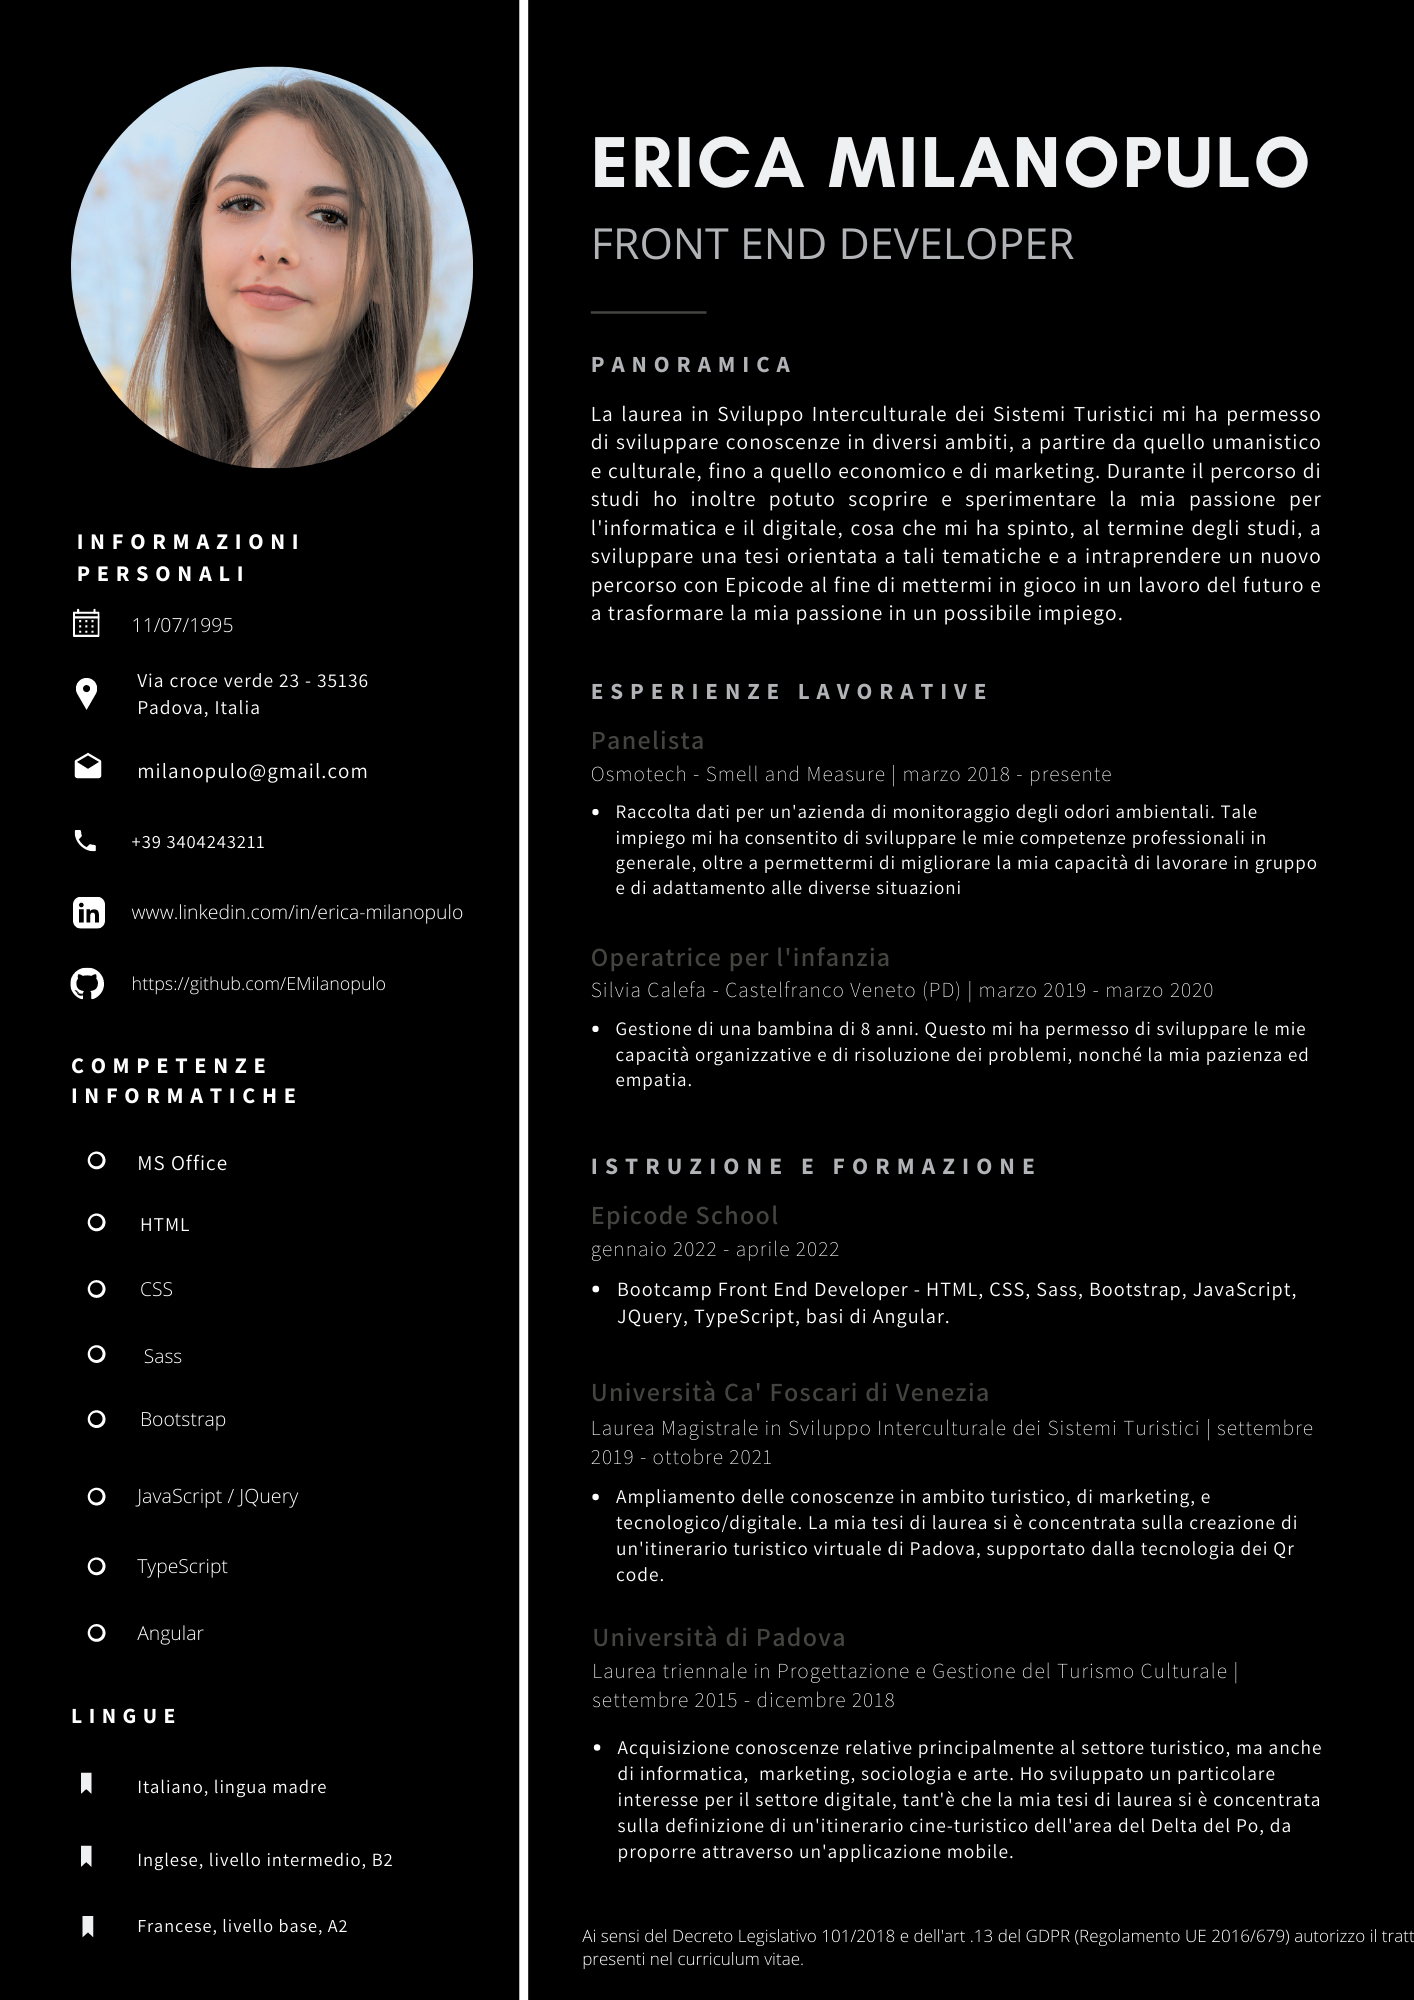 ERICA MILANOPULO
FRONT END DEVELOPER
INFORMAZIONI
PERSONALI
11/07/1995
Via croce verde 23 - 35136
Padova, Italia
milanopulo@gmail.com
+39 3404243211
www.linkedin.com/in/erica-milanopulo
https://github.com/EMilanopulo
COMPETENZE
INFORMATICHE
MS Office
HTML
CSS
Sass
Bootstrap
JavaScript / JQuery
TypeScript
Angular
LINGUE
Italiano, lingua madre
Inglese, livello intermedio, B2
Francese, livello base, A2
PANORAMICA
La laurea in Sviluppo Interculturale dei Sistemi Turistici mi ha permesso
di sviluppare conoscenze in diversi ambiti, a partire da quello umanistico
e culturale, fino a quello economico e di marketing. Durante il percorso di
studi ho inoltre potuto scoprire e sperimentare la mia passione per
l'informatica e il digitale, cosa che mi ha spinto, al termine degli studi, a
sviluppare una tesi orientata a tali tematiche e a intraprendere un nuovo
percorso con Epicode al fine di mettermi in gioco in un lavoro del futuro e
a trasformare la mia passione in un possibile impiego.
ESPERIENZE LAVORATIVE
Panelista
Osmotech - Smell and Measure | marzo 2018 - presente
• Raccolta dati per un'azienda di monitoraggio degli odori ambientali. Tale
impiego mi ha consentito di sviluppare le mie competenze professionali in
generale, oltre a permettermi di migliorare la mia capacità di lavorare in gruppo
e di adattamento alle diverse situazioni
Operatrice per l'infanzia
Silvia Calefa - Castelfranco Veneto (PD) | marzo 2019 - marzo 2020
• Gestione di una bambina di 8 anni. Questo mi ha permesso di sviluppare le mie
capacità organizzative e di risoluzione dei problemi, nonché la mia pazienza ed
empatia.
ISTRUZIONE E FORMAZIONE
Epicode School
gennaio 2022 - aprile 2022
• Bootcamp Front End Developer - HTML, CSS, Sass, Bootstrap, JavaScript,
JQuery, TypeScript, basi di Angular.
Università Ca' Foscari di Venezia
Laurea Magistrale in Sviluppo Interculturale dei Sistemi Turistici | settembre
2019 - ottobre 2021
• Ampliamento delle conoscenze in ambito turistico, di marketing, e
tecnologico/digitale. La mia tesi di laurea si è concentrata sulla creazione di
un'itinerario turistico virtuale di Padova, supportato dalla tecnologia dei Qr
code.
Università di Padova
Laurea triennale in Progettazione e Gestione del Turismo Culturale |
settembre 2015 - dicembre 2018
• Acquisizione conoscenze relative principalmente al settore turistico, ma anche
di informatica, marketing, sociologia e arte. Ho sviluppato un particolare
interesse per il settore digitale, tant'è che la mia tesi di laurea si è concentrata
sulla definizione di un'itinerario cine-turistico dell'area del Delta del Po, da
proporre attraverso un'applicazione mobile.
Ai sensi del Decreto Legislativo 101/2018 e dell'art .13 del GDPR (Regolamento UE 2016/679) autorizzo il tratt
presenti nel curriculum vitae.